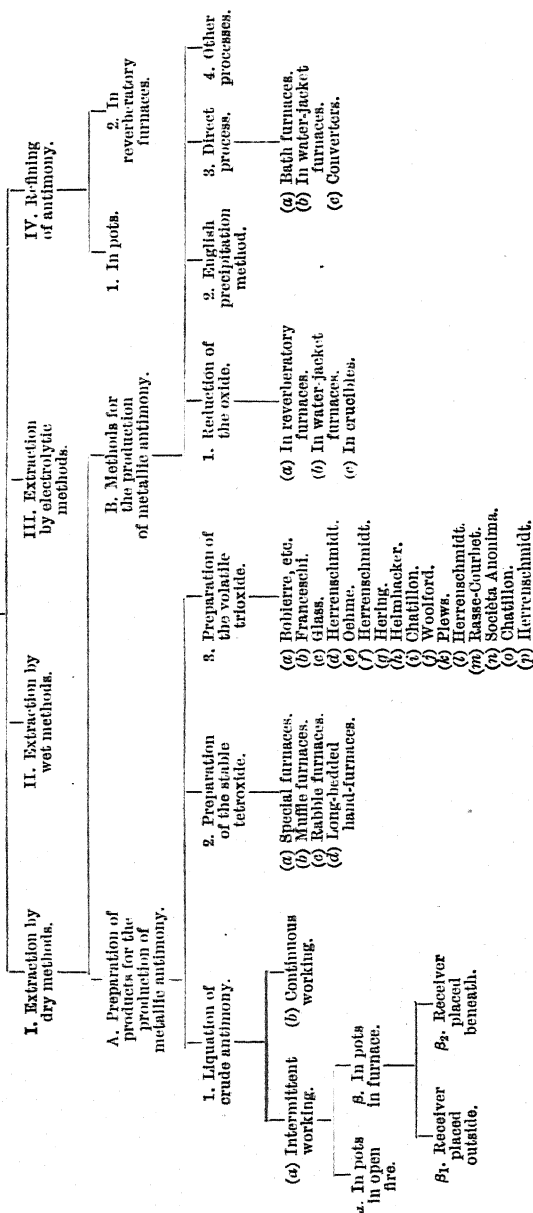 I. Extraction by
dry methods.
II. Extraction by
wet methods.
III. Extraction
by electrolytic
methods.
IV. Refining
of antimony.
1. In pots.
2. In
reverberatory
furnaces.
A. Preparation of
products for the
production of
metallic antimony.
B. Methods for
the production
of metallic antimony.
1. Liquation of
crude antimony.
2. Preparation
of the stable
tetroxide.
3. Preparation of
the volatile
trioxide.
1. Reduction of
the oxide.
2. English
precipitation
method.
3. Direct
process.
4. Other
processes.
(a) Intermittent
working.
(b) Continuous
working.
(a) Special furnaces.
(b) Muffle furnaces.
(c) Rabble furnaces.
(d) Long-bedded
hand-furnaces.
(a) Bobierre, etc.
(b) Franceschi.
(c) Glass.
(d) Herrenschmidt.
(e) Oehme.
(f) Herrenschmidt.
(g) Hering.
(h) Helmhacker.
(i) Chatillon.
(j) Woolford.
(k) Plews.
(l) Herrenschmidt.
(m) Rasse-Courbet.
(n) Socièta Anonima.
(o) Chatillon.
(p) Herrenschmidt.
(a) In reverberatory
furnaces.
(b) In water-jacket
furnaces.
(c) In crucibles.
(a) Bath furnaces.
(b) In water-jacket
furnaces.
(c) Converters.
α. In pots
in open
fire.
β. In pots
in furnace.
β1. Receiver
placed
outside.
β2. Receiver
placed
beneath.